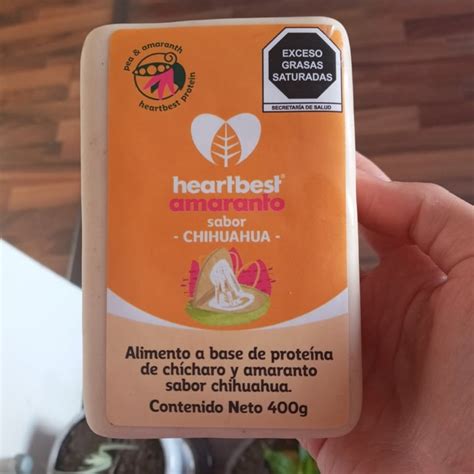 pea & amaranth
heartbest protein
EXCESO
GRASAS
SATURADAS
SECRETARÍA DE SALUD
heartbest®
amaranto
sabor
- CHIHUAHUA -
Alimento a base de proteína
de chícharo y amaranto
sabor chihuahua.
Contenido Neto 400g